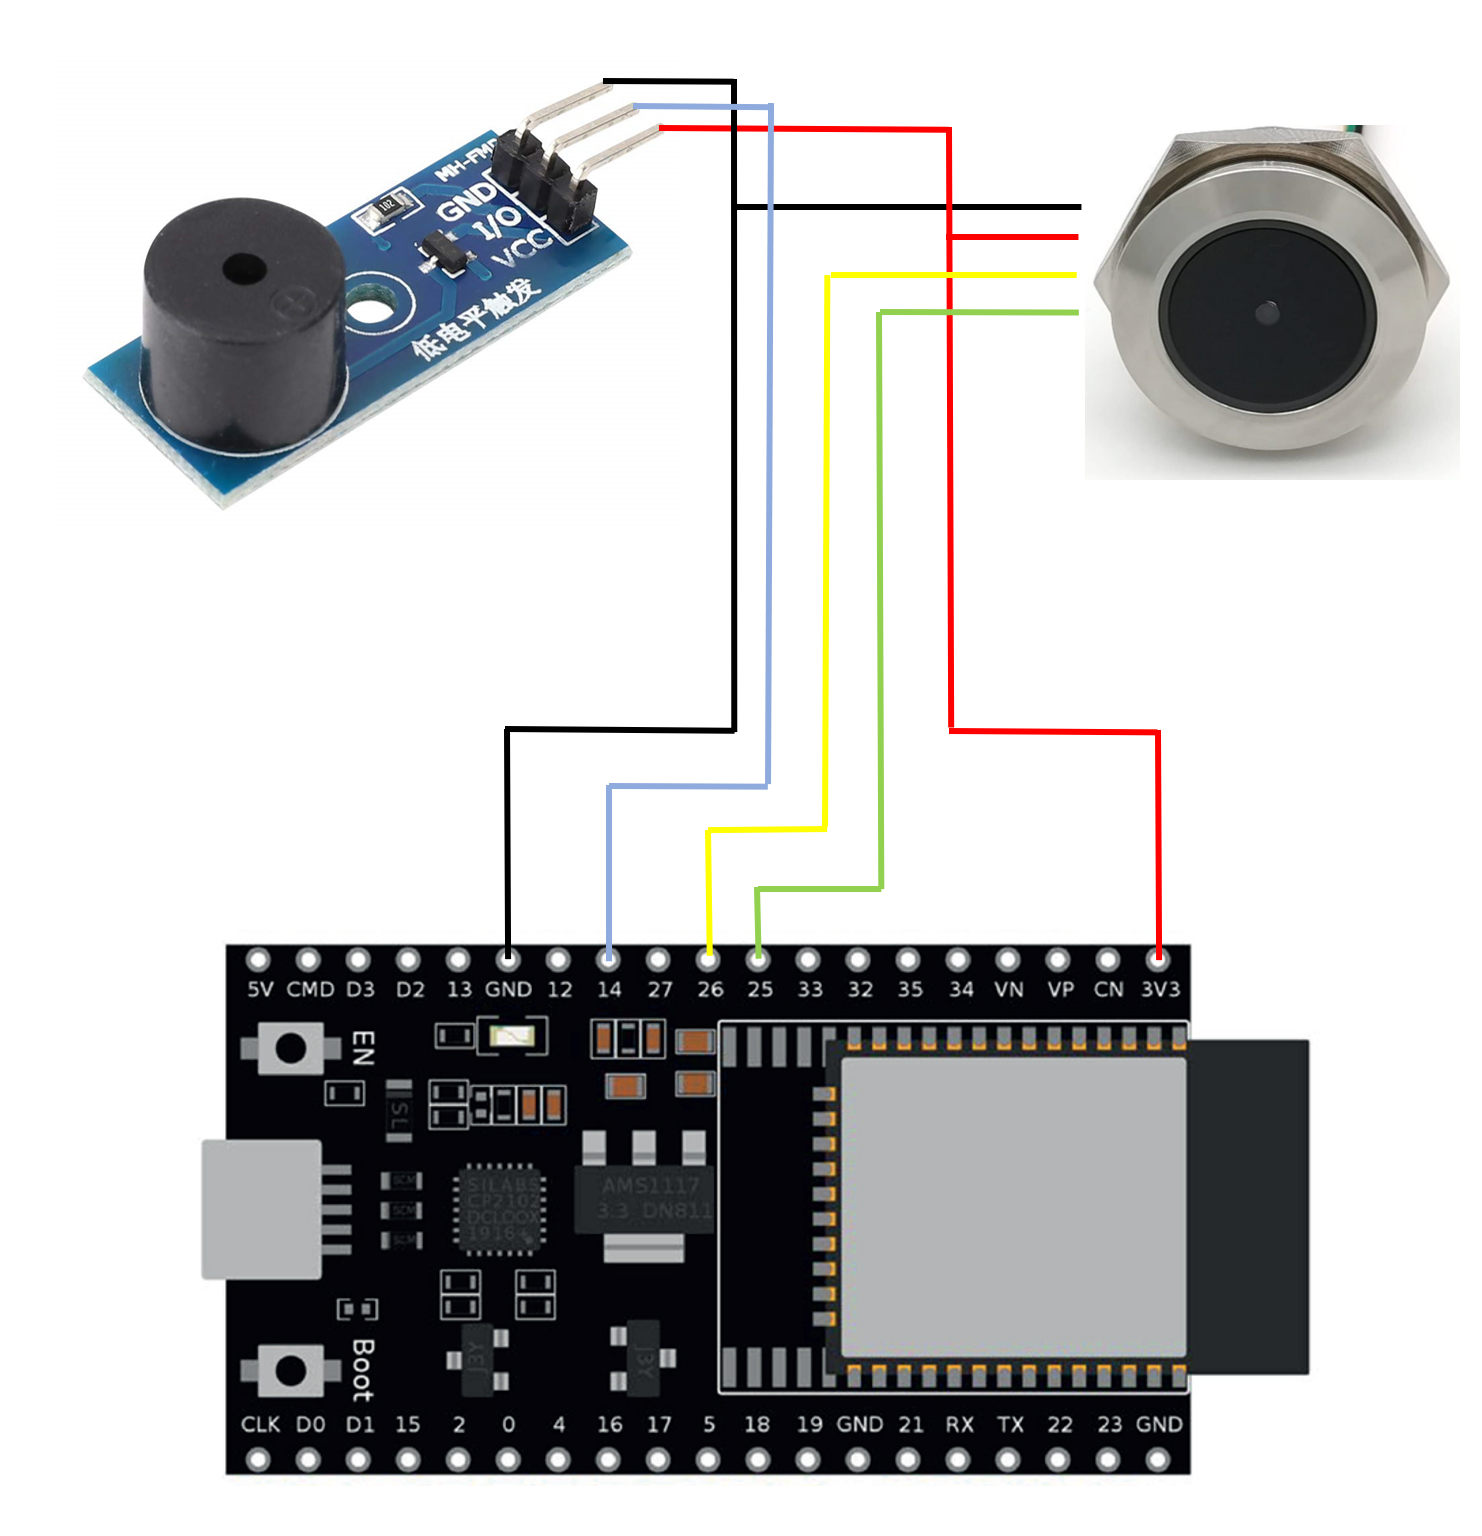 MH-FMD
GND
I/O
VCC
低电平触发
102
5V CMD D3 D2 13 GND 12 14 27 26 25 33 32 35 34 VN VP CN 3V3
EN
SL
SCM
SCM
SCM
SILABS
CP2102
DCL00X
1916+
AMS1117
3.3 DN811
J3Y
J3Y
Boot
CLK D0 D1 15 2 0 4 16 17 5 18 19 GND 21 RX TX 22 23 GND